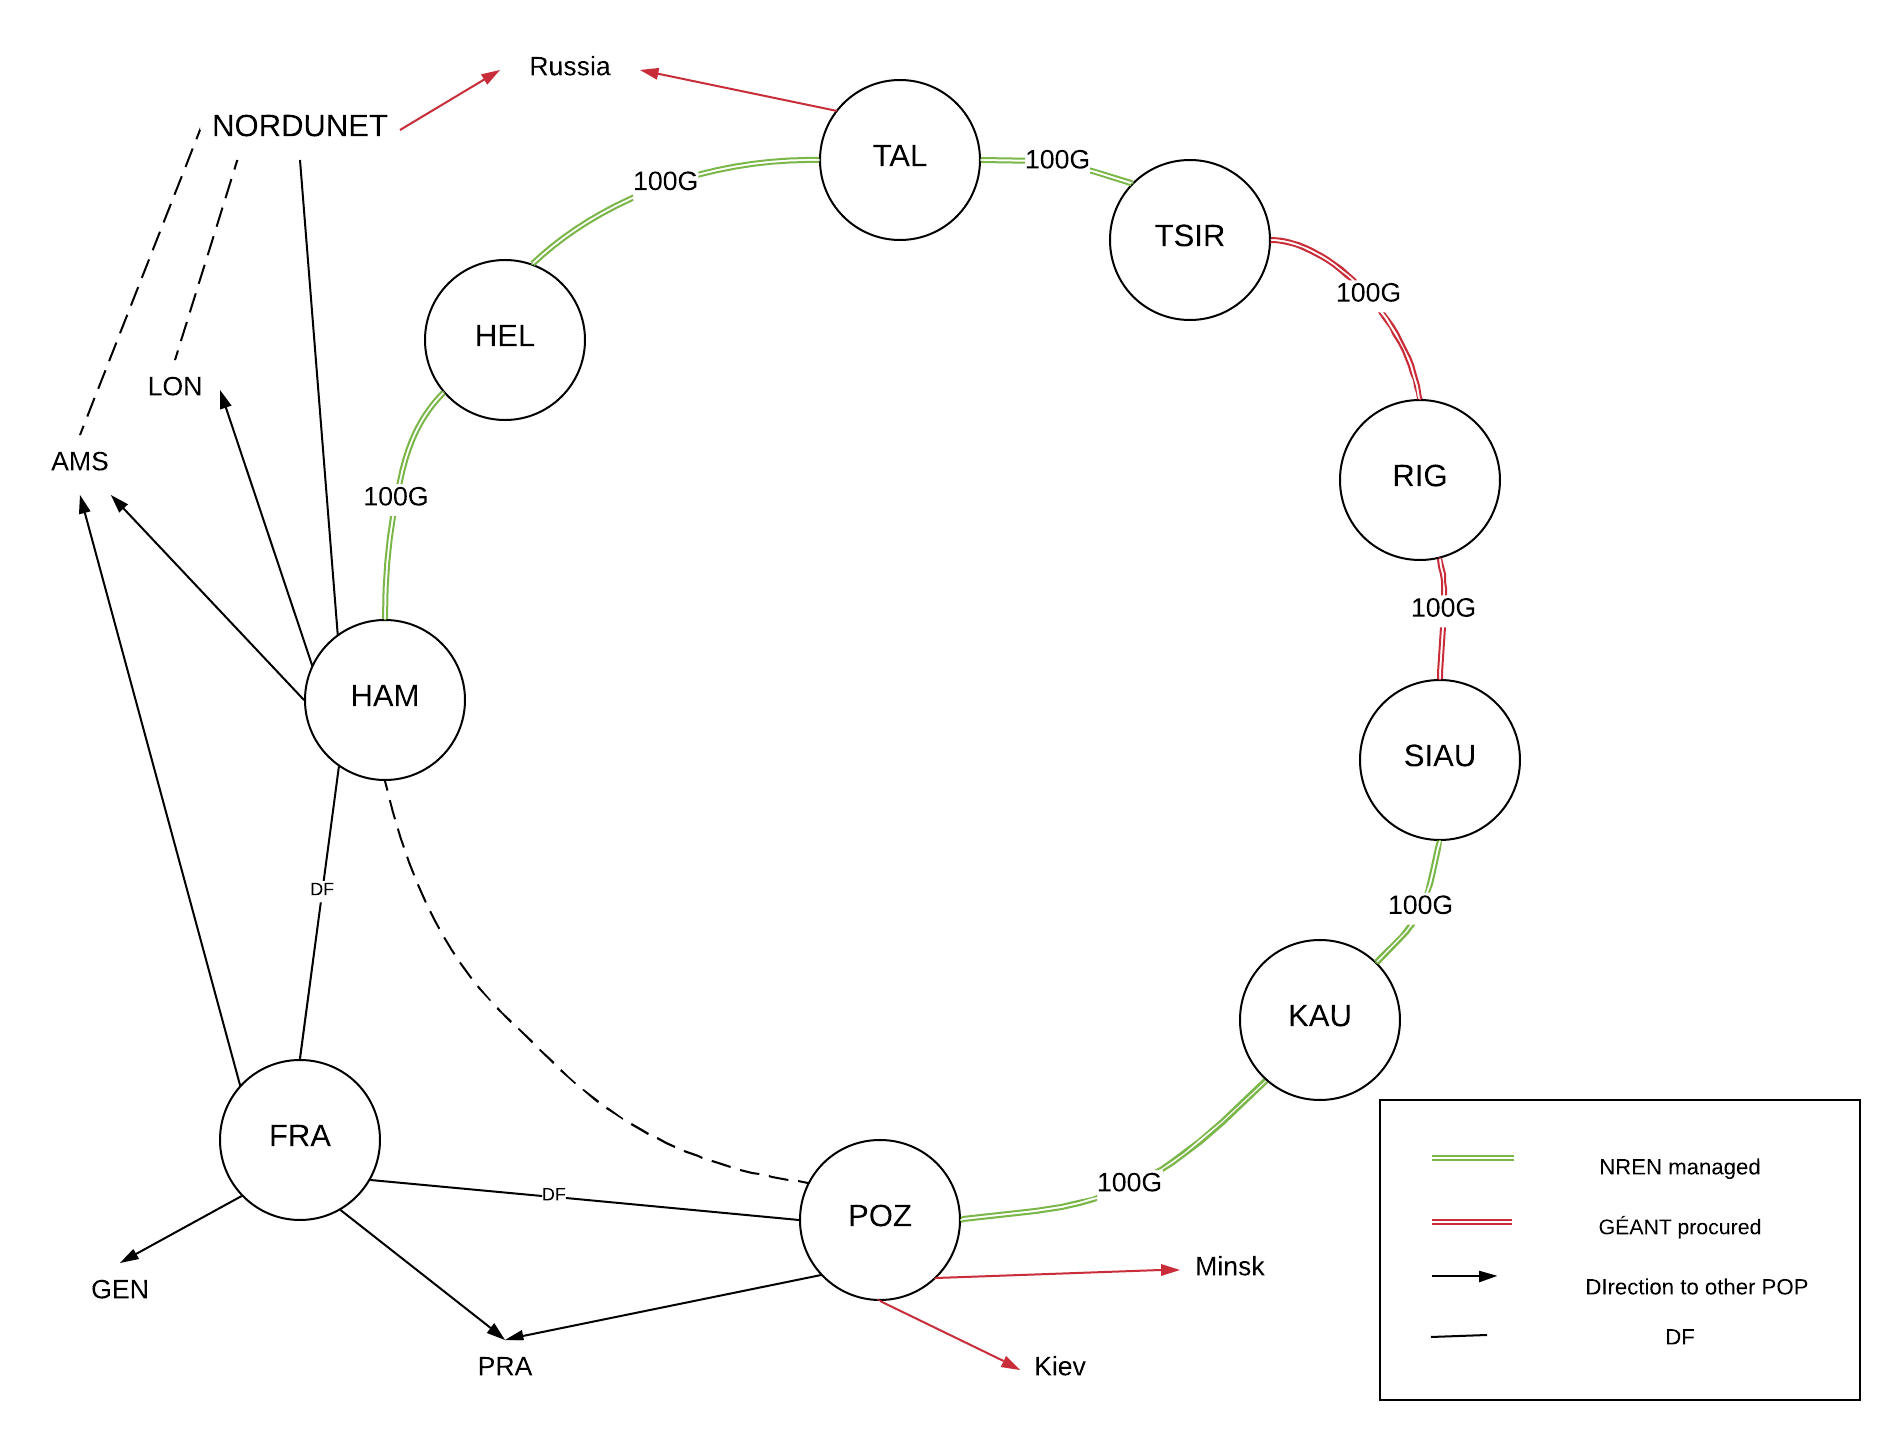 Russia
NORDUNET
TAL
100G
100G
TSIR
100G
HEL
LON
AMS
100G
RIG
100G
HAM
SIAU
DF
100G
KAU
FRA
DF
POZ
100G
GEN
PRA
Minsk
Kiev
NREN managed
GÉANT procured
DIrection to other POP
DF